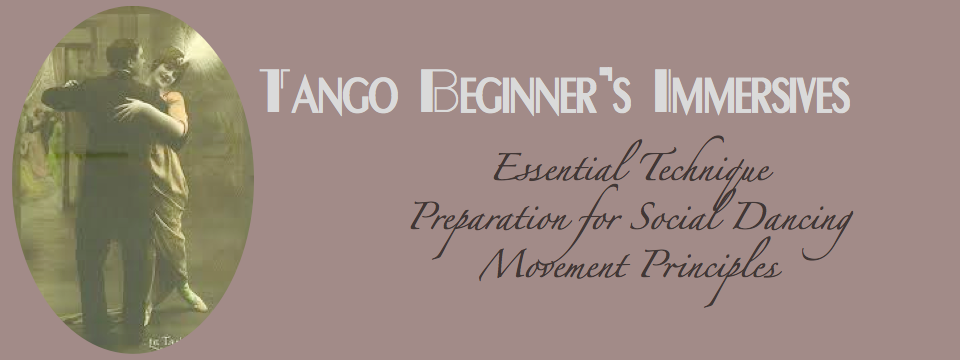 Tango Beginner's Immersives
Essential Technique
Preparation for Social Dancing
Movement Principles